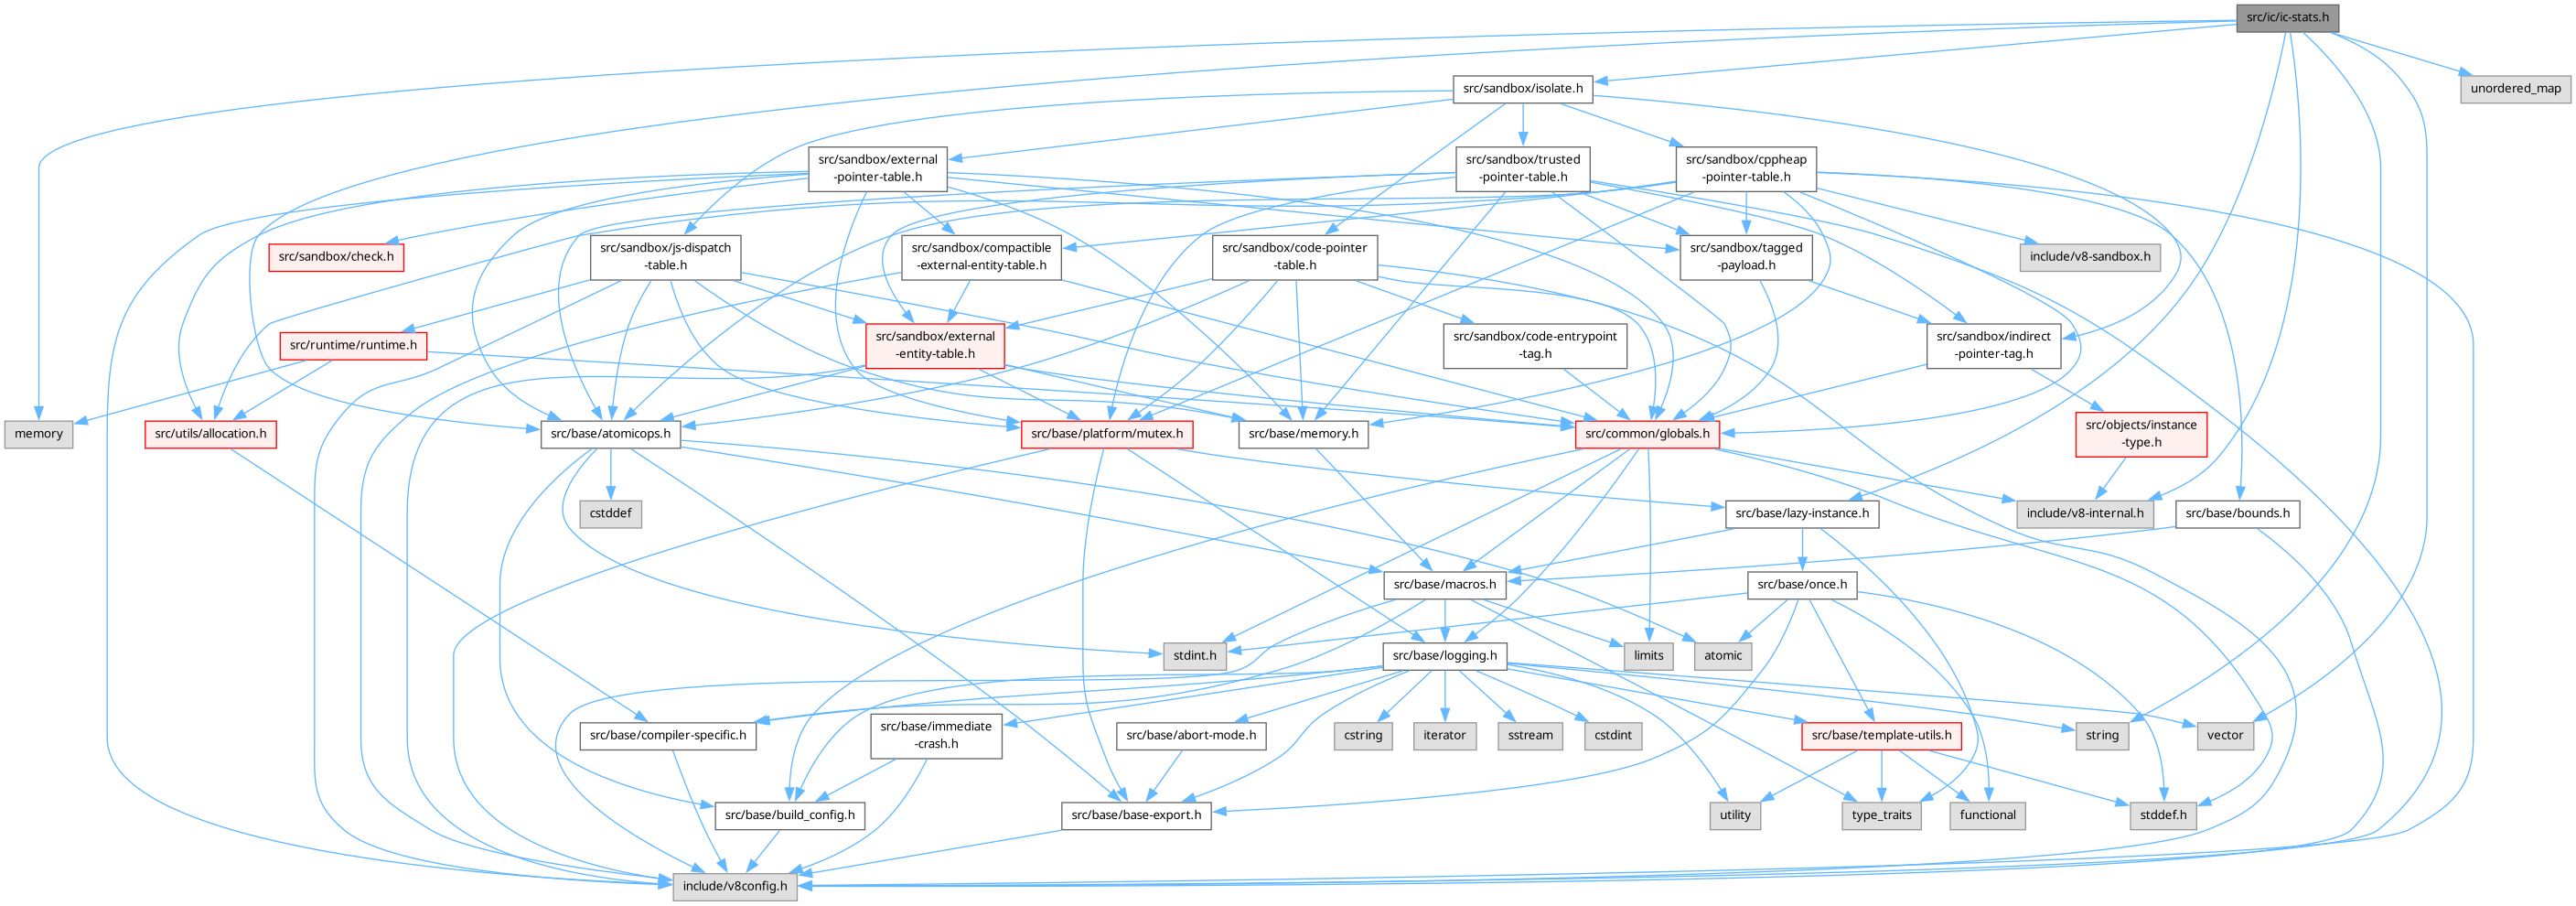 src/ic/ic-stats.h
src/sandbox/isolate.h
unordered_map
src/sandbox/external
-pointer-table.h
src/sandbox/trusted
-pointer-table.h
src/sandbox/cppheap
-pointer-table.h
src/sandbox/check.h
src/sandbox/js-dispatch
-table.h
src/sandbox/compactible
-external-entity-table.h
src/sandbox/code-pointer
-table.h
src/sandbox/tagged
-payload.h
include/v8-sandbox.h
src/runtime/runtime.h
src/sandbox/external
-entity-table.h
src/sandbox/code-entrypoint
-tag.h
src/sandbox/indirect
-pointer-tag.h
memory
src/utils/allocation.h
src/base/atomicops.h
src/base/platform/mutex.h
src/base/memory.h
src/common/globals.h
src/objects/instance
-type.h
cstddef
src/base/lazy-instance.h
include/v8-internal.h
src/base/bounds.h
src/base/macros.h
src/base/once.h
stdint.h
src/base/logging.h
limits
atomic
src/base/compiler-specific.h
src/base/immediate
-crash.h
src/base/abort-mode.h
cstring
iterator
sstream
cstdint
src/base/template-utils.h
string
vector
src/base/build_config.h
src/base/base-export.h
utility
type_traits
functional
stddef.h
include/v8config.h